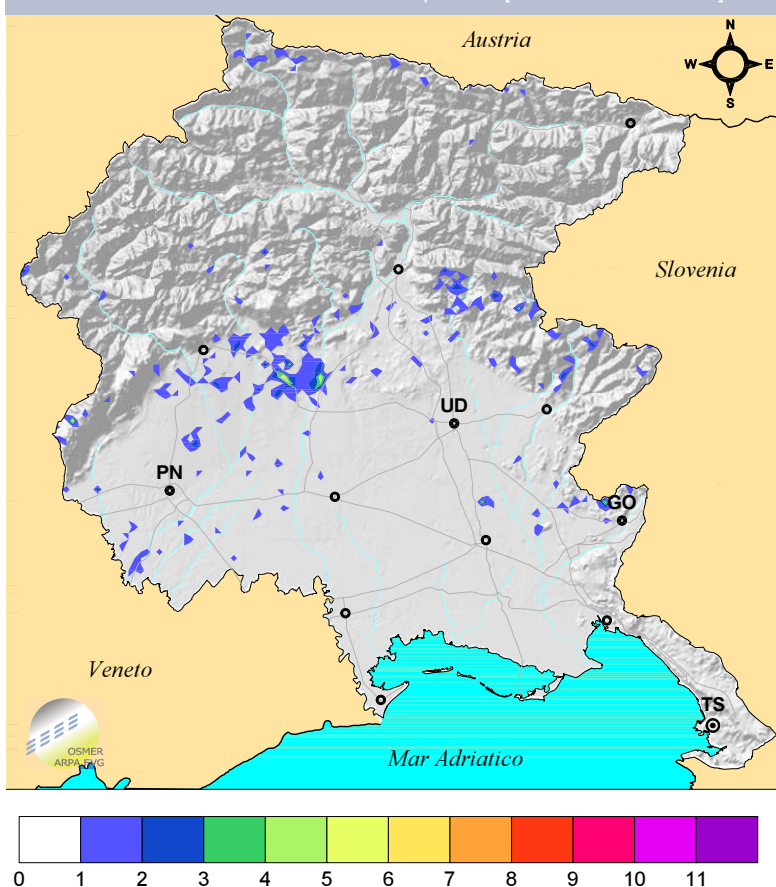 Austria
N
W E
S
Slovenia
UD
PN
GO
Veneto
TS
OSMER
ARPA FVG
Mar Adriatico
0 1 2 3 4 5 6 7 8 9 10 11